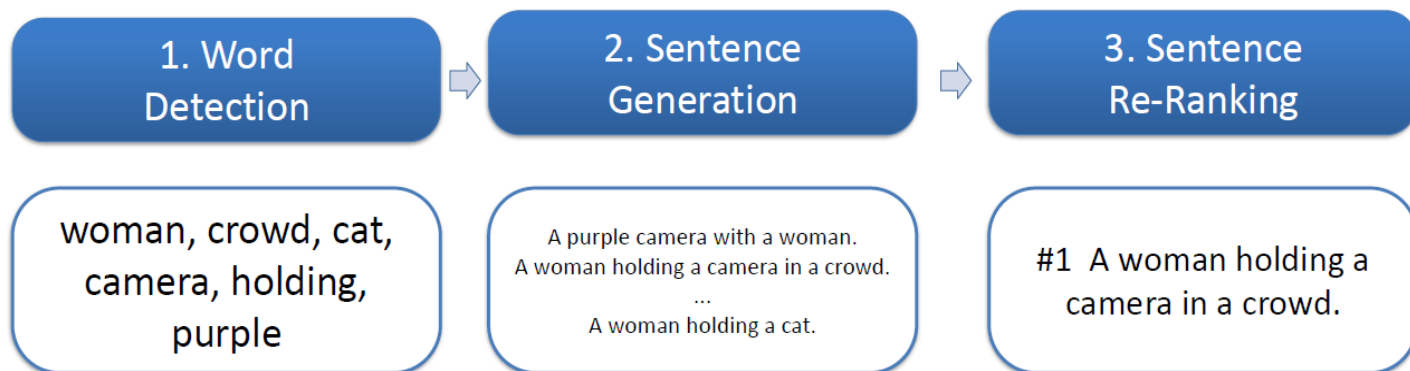 1. Word
Detection
2. Sentence
Generation
3. Sentence
Re-Ranking
woman, crowd, cat,
camera, holding,
purple
A purple camera with a woman.
A woman holding a camera in a crowd.
...
A woman holding a cat.
#1 A woman holding a
camera in a crowd.